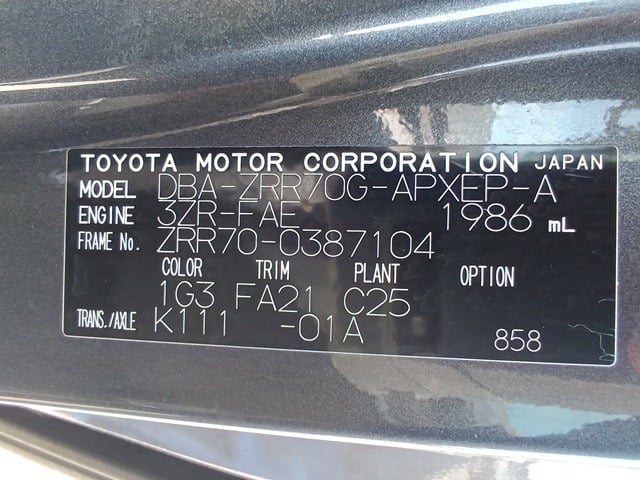 TOYOTA MOTOR CORPORATION JAPAN
MODEL DBA-ZRR70G-APXEP-A
ENGINE 3ZR-FAE 1986 mL
FRAME No. ZRR70-0387104
COLOR TRIM PLANT OPTION
1G3 FA21 C25
TRANS./AXLE K111 -01A
858